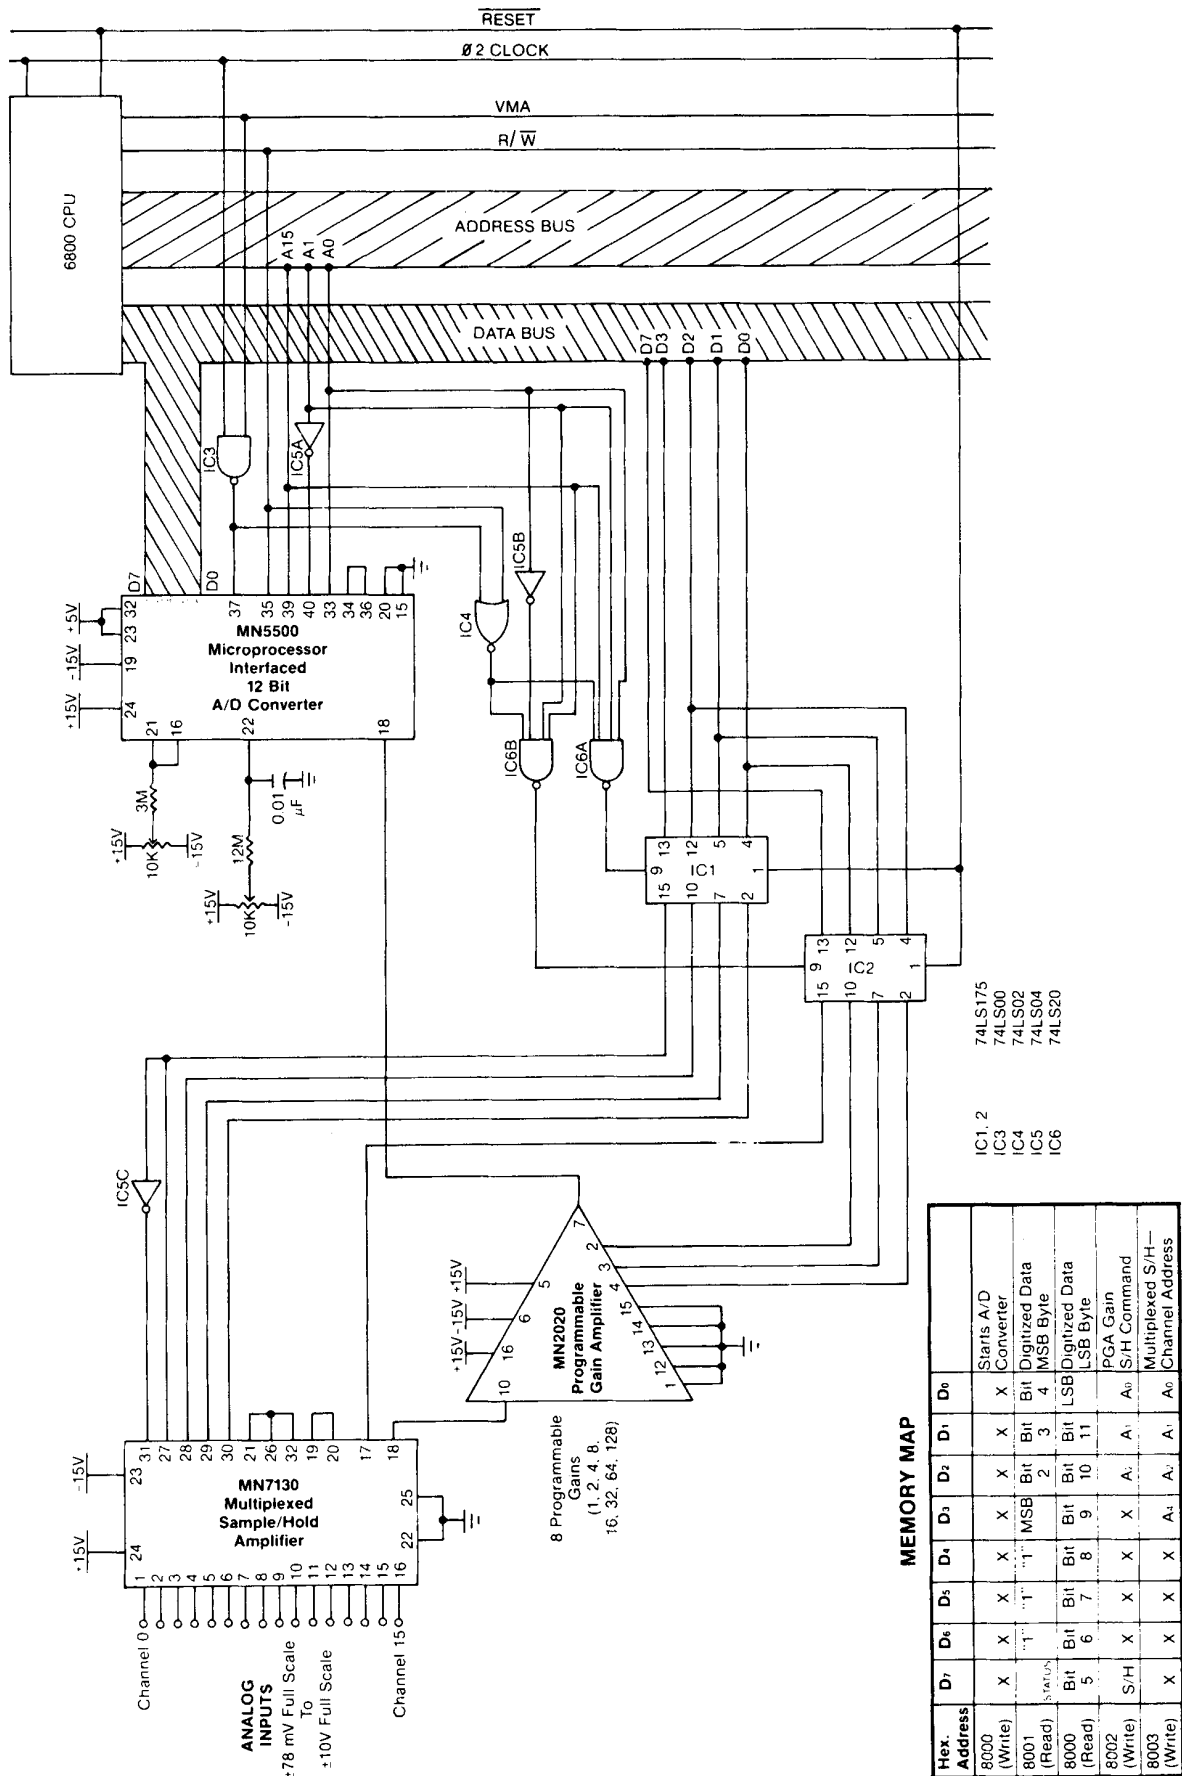 RESET
Ø2 CLOCK
VMA
R/W
6800 CPU
ADDRESS BUS
A15
A1
A0
DATA BUS
D7
D3
D2
D1
D0
IC3
IC5A
IC5B
IC4
IC6B
IC6A
D7
D0
+5V
-15V
+15V
32
23
19
24
37
35
39
40
33
34
36
20
15
MN5500
Microprocessor
Interfaced
12 Bit
A/D Converter
21
16
22
18
3M
0.01
µF
+15V
10K
-15V
12M
+15V
10K
-15V
13
12
5
4
9
IC1
1
15
10
7
2
13
12
5
4
9
IC2
1
15
10
7
2
IC1, 2 74LS175
IC3 74LS00
IC4 74LS02
IC5 74LS04
IC6 74LS20
IC5C
+15V
-15V
+15V
5
6
16
7
2
3
4
15
14
13
12
1
10
MN2020
Programmable
Gain Amplifier
8 Programmable
Gains
(1, 2, 4, 8,
16, 32, 64, 128)
-15V
+15V
23
24
31
27
28
29
30
21
26
32
19
20
17
18
25
22
MN7130
Multiplexed
Sample/Hold
Amplifier
1
2
3
4
5
6
7
8
9
10
11
12
13
14
15
16
Channel 0
ANALOG
INPUTS
±78 mV Full Scale
To
±10V Full Scale
Channel 15
MEMORY MAP
Hex. Address D7 D6 D5 D4 D3 D2 D1 D0
8000 (Write) X X X X X X X X Starts A/D Converter
8001 (Read) STATUS "1" "1" "1" MSB Bit 2 Bit 3 Bit 4 Digitized Data MSB Byte
8000 (Read) Bit 5 Bit 6 Bit 7 Bit 8 Bit 9 Bit 10 Bit 11 LSB Digitized Data LSB Byte
8002 (Write) S/H X X X X A2 A1 A0 PGA Gain S/H Command
8003 (Write) X X X X A4 A2 A1 A0 Multiplexed S/H— Channel Address